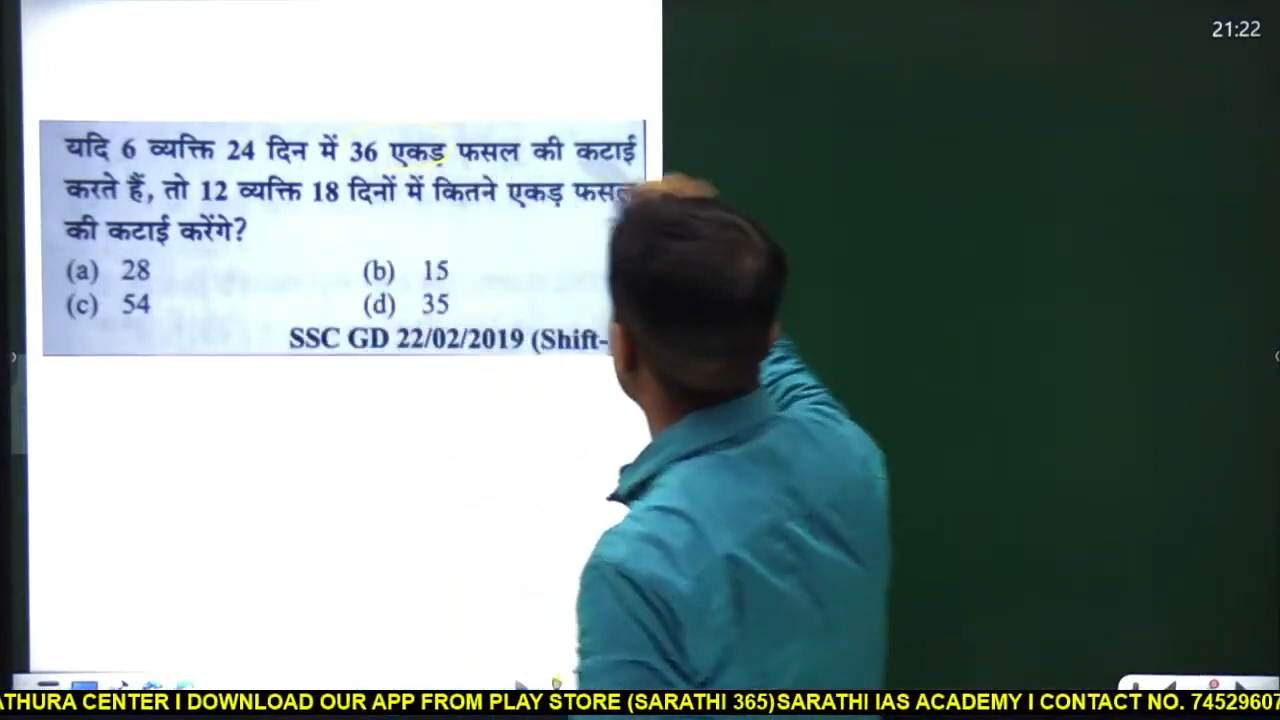 21:22
यदि 6 व्यक्ति 24 दिन में 36 एकड़ फसल की कटाई
करते हैं, तो 12 व्यक्ति 18 दिनों में कितने एकड़ फसल
की कटाई करेंगे?
(a) 28 (b) 15
(c) 54 (d) 35
SSC GD 22/02/2019 (Shift-
ATHURA CENTER I DOWNLOAD OUR APP FROM PLAY STORE (SARATHI 365)SARATHI IAS ACADEMY I CONTACT NO. 74529607